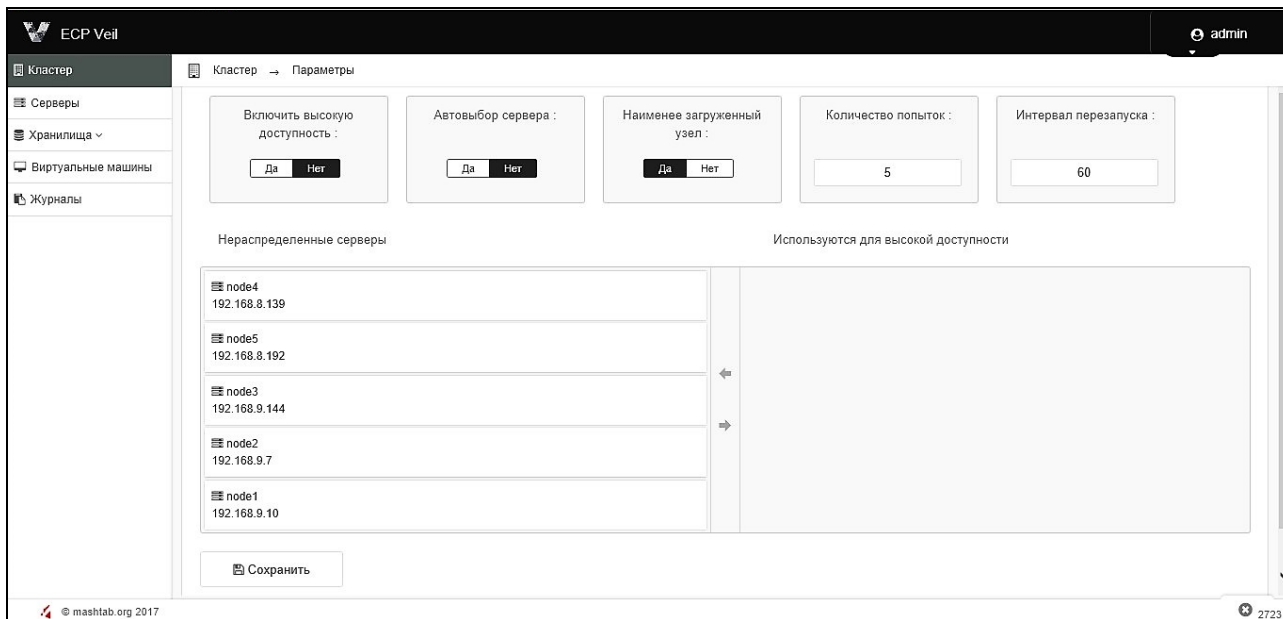 ECP Veil
admin
Кластер
Кластер → Параметры
Серверы
Хранилища
Виртуальные машины
Журналы
Включить высокую
доступность :
Да Нет
Автовыбор сервера :
Да Нет
Наименее загруженный
узел :
Да Нет
Количество попыток :
5
Интервал перезапуска :
60
Нераспределенные серверы
Используются для высокой доступности
node4
192.168.8.139
node5
192.168.8.192
node3
192.168.9.144
node2
192.168.9.7
node1
192.168.9.10
Сохранить
© mashtab.org 2017
2723